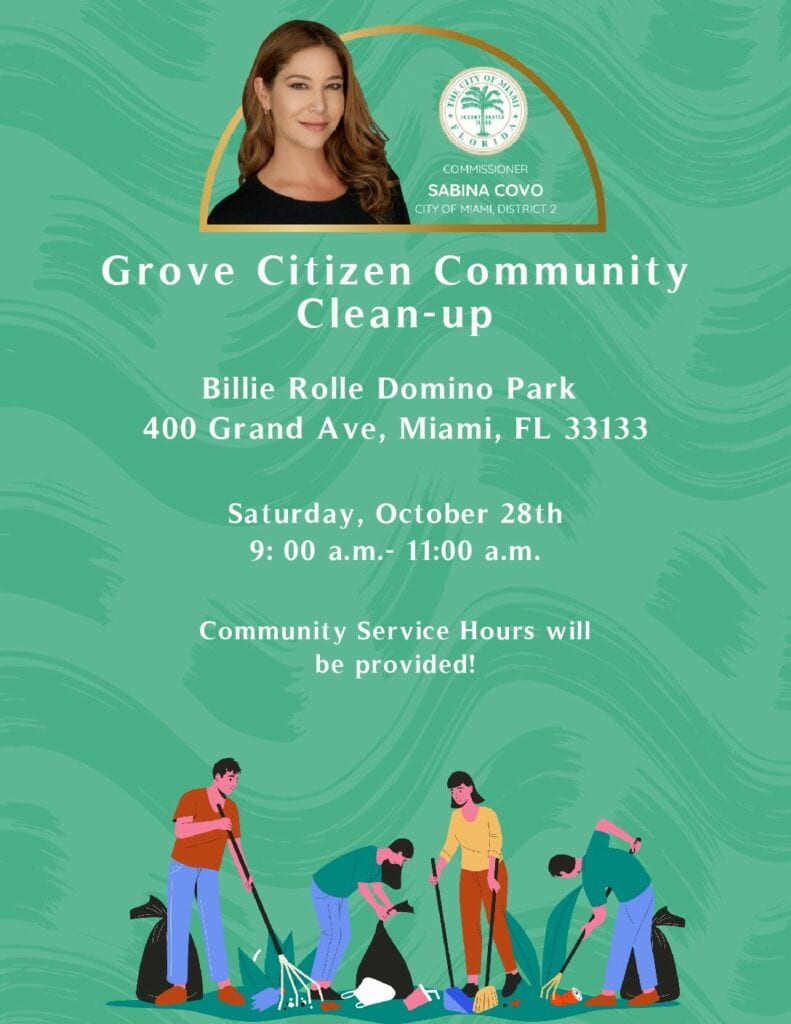 THE CITY OF MIAMI
FLORIDA
COMMISSIONER
SABINA COVO
CITY OF MIAMI, DISTRICT 2
Grove Citizen Community
Clean-up
Billie Rolle Domino Park
400 Grand Ave, Miami, FL 33133
Saturday, October 28th
9: 00 a.m.- 11:00 a.m.
Community Service Hours will
be provided!